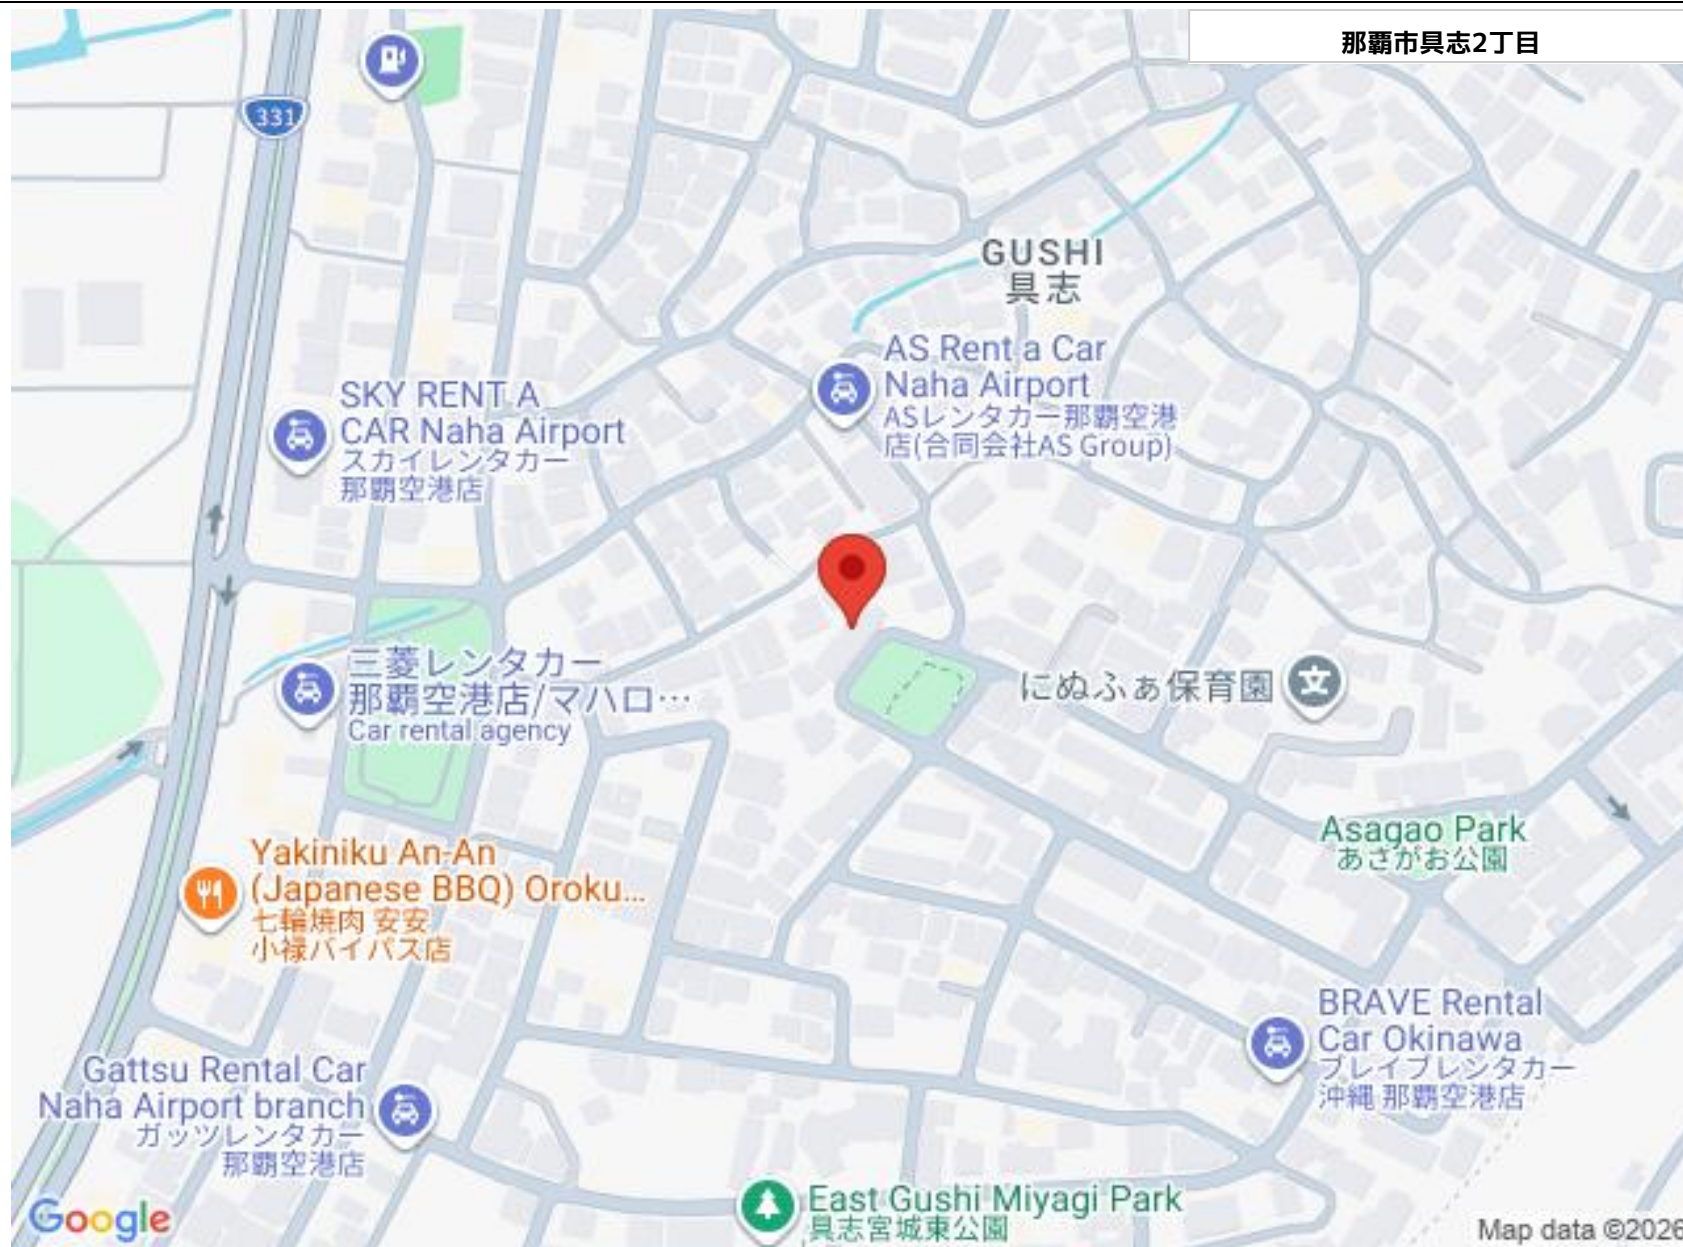 那覇市具志2丁目
331
GUSHI
具志
AS Rent a Car
Naha Airport
ASレンタカー那覇空港
店(合同会社AS Group)
SKY RENT A
CAR Naha Airport
スカイレンタカー
那覇空港店
三菱レンタカー
那覇空港店/マハロ…
Car rental agency
にぬふぁ保育園
文
Asagao Park
あさがお公園
Yakiniku An-An
(Japanese BBQ) Oroku...
七輪焼肉 安安
小禄バイパス店
BRAVE Rental
Car Okinawa
ブレイブレンタカー
沖縄 那覇空港店
Gattsu Rental Car
Naha Airport branch
ガッツレンタカー
那覇空港店
East Gushi Miyagi Park
具志宮城東公園
Google
Map data ©2026